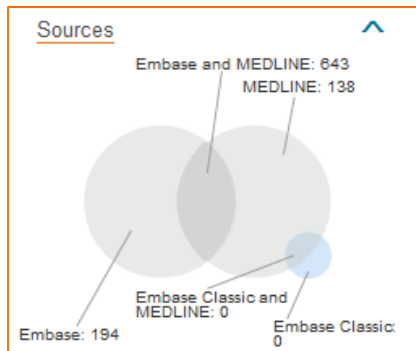 Sources
Embase and MEDLINE: 643
MEDLINE: 138
Embase Classic and
MEDLINE: 0
Embase Classic:
0
Embase: 194